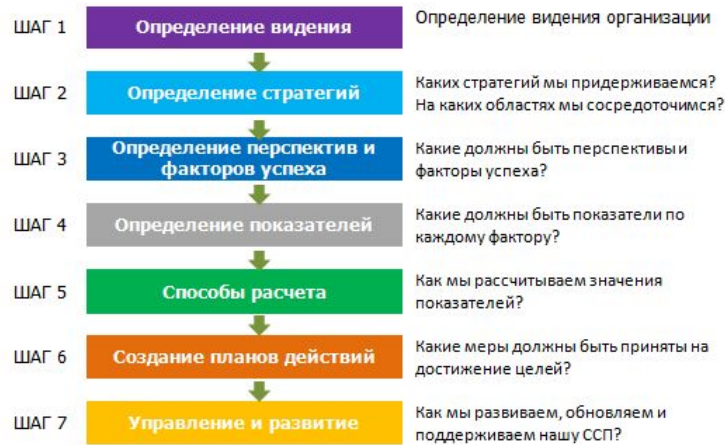 ШАГ 1
Определение видения
Определение видения организации
ШАГ 2
Определение стратегий
Каких стратегий мы придерживаемся?
На каких областях мы сосредоточимся?
ШАГ 3
Определение перспектив и
факторов успеха
Какие должны быть перспективы и
факторы успеха?
ШАГ 4
Определение показателей
Какие должны быть показатели по
каждому фактору?
ШАГ 5
Способы расчета
Как мы рассчитываем значения
показателей?
ШАГ 6
Создание планов действий
Какие меры должны быть приняты на
достижение целей?
ШАГ 7
Управление и развитие
Как мы развиваем, обновляем и
поддерживаем нашу ССП?